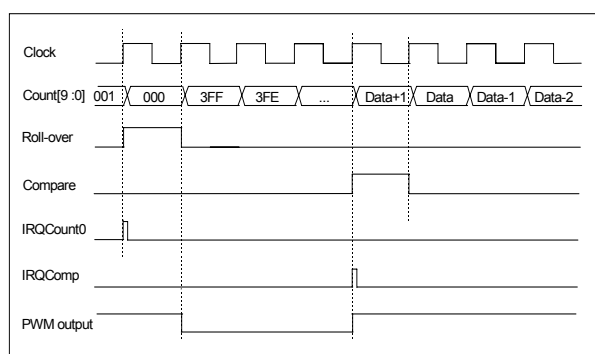 Clock
Count[9 :0] 001 000 3FF 3FE ... Data+1 Data Data-1 Data-2
Roll-over
Compare
IRQCount0
IRQComp
PWM output